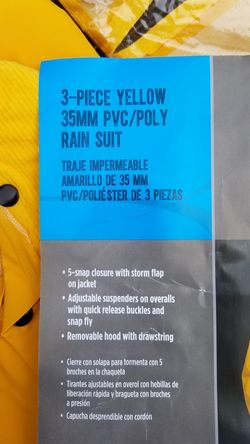 3-PIECE YELLOW
35MM PVC/POLY
RAIN SUIT
TRAJE IMPERMEABLE
AMARILLO DE 35 MM
PVC/POLIÉSTER DE 3 PIEZAS
• 5-snap closure with storm flap
on jacket
• Adjustable suspenders on overalls
with quick release buckles and
snap fly
• Removable hood with drawstring
• Cierre con solapa para tormenta con 5
broches en la chaqueta
• Tirantes ajustables en overol con hebillas de
liberación rápida y bragueta con broches
a presión
• Capucha desprendible con cordón